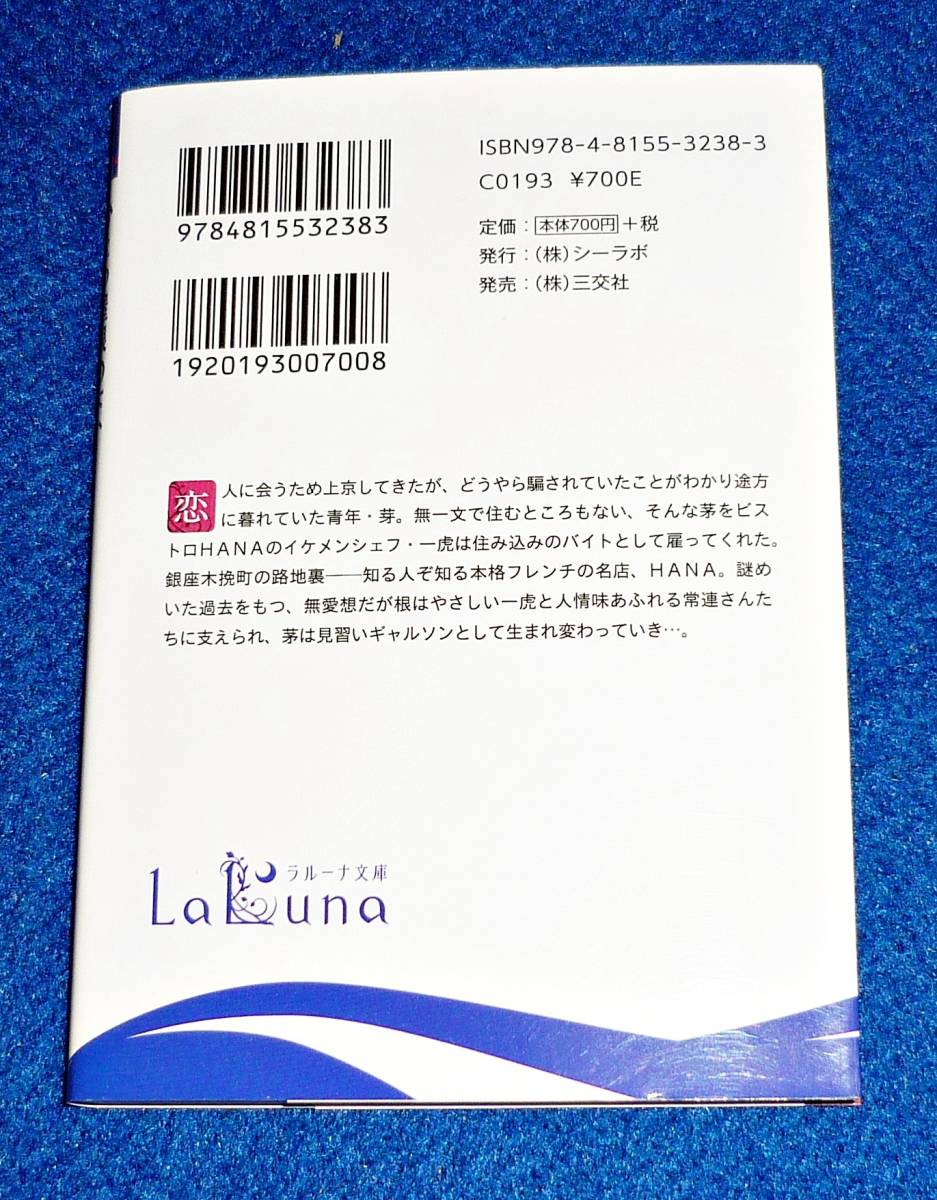 ISBN978-4-8155-3238-3
C0193 ¥700E
9784815532383
定価：本体700円+税
発行：(株)シーラボ
発売：(株)三交社
1920193007008
恋人に会うため上京してきたが、どうやら騙されていたことがわかり途方
に暮れていた青年・芽。無一文で住むところもない、そんな茅をビス
トロHANAのイケメンシェフ・一虎は住み込みのバイトとして雇ってくれた。
銀座木挽町の路地裏――知る人ぞ知る本格フレンチの名店、HANA。謎め
いた過去をもつ、無愛想だが根はやさしい一虎と人情味あふれる常連さんた
ちに支えられ、茅は見習いギャルソンとして生まれ変わっていき…。
ラルーナ文庫
LaLuna